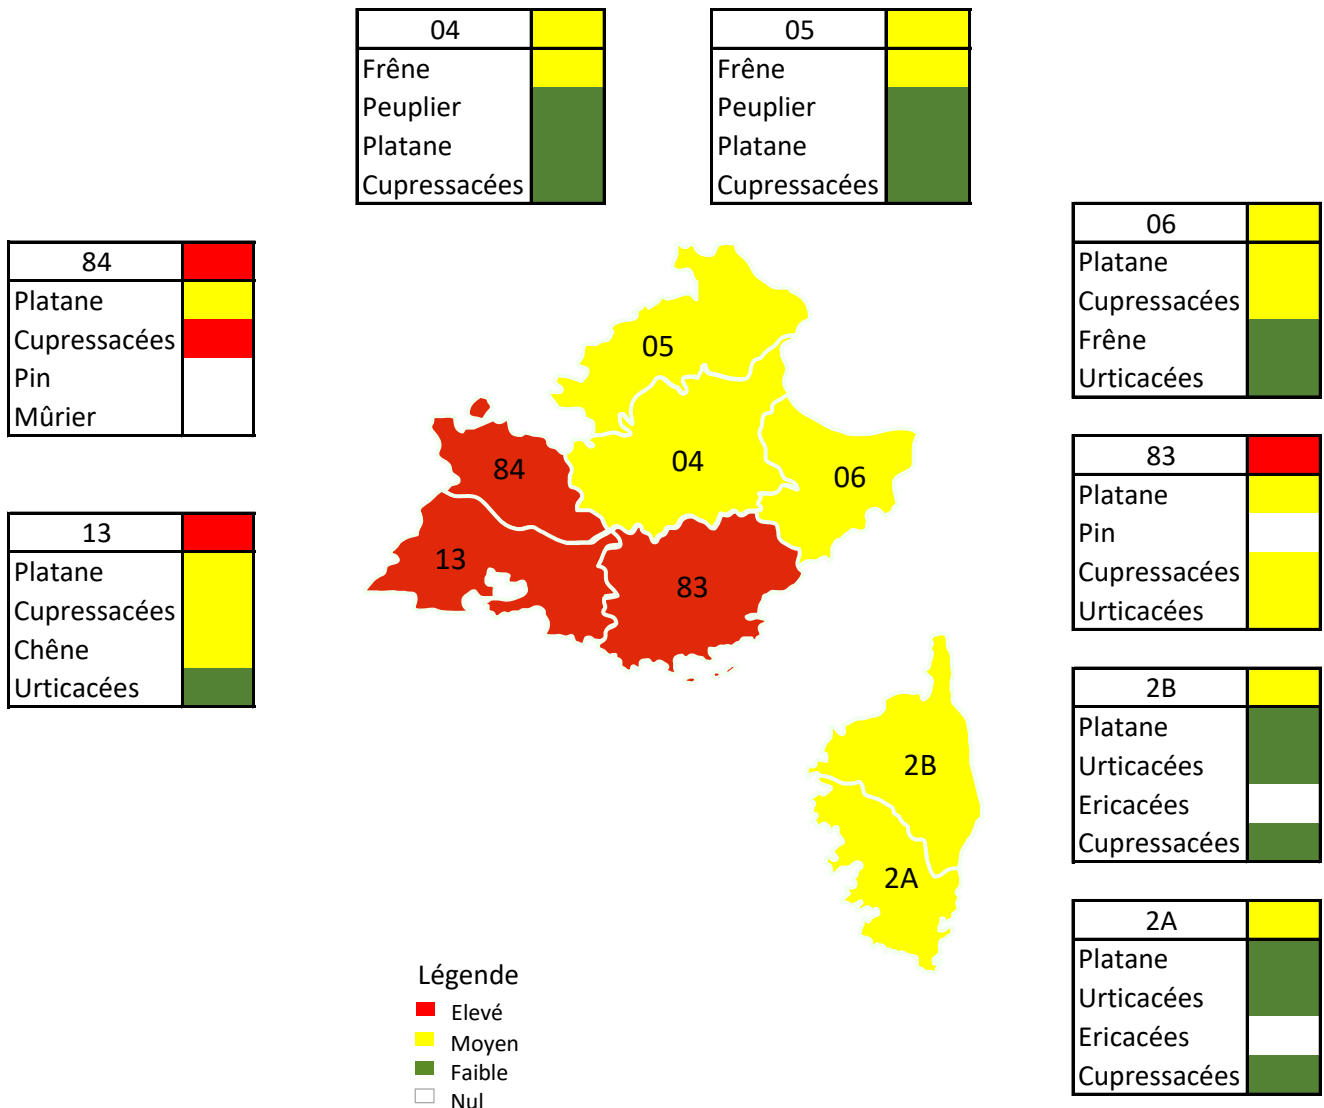 04
Frêne
Peuplier
Platane
Cupressacées
05
Frêne
Peuplier
Platane
Cupressacées
06
Platane
Cupressacées
Frêne
Urticacées
84
Platane
Cupressacées
Pin
Mûrier
83
Platane
Pin
Cupressacées
Urticacées
13
Platane
Cupressacées
Chêne
Urticacées
05
04
84
06
13
83
2B
2A
2B
Platane
Urticacées
Ericacées
Cupressacées
2A
Platane
Urticacées
Ericacées
Cupressacées
Légende
Elevé
Moyen
Faible
Nul